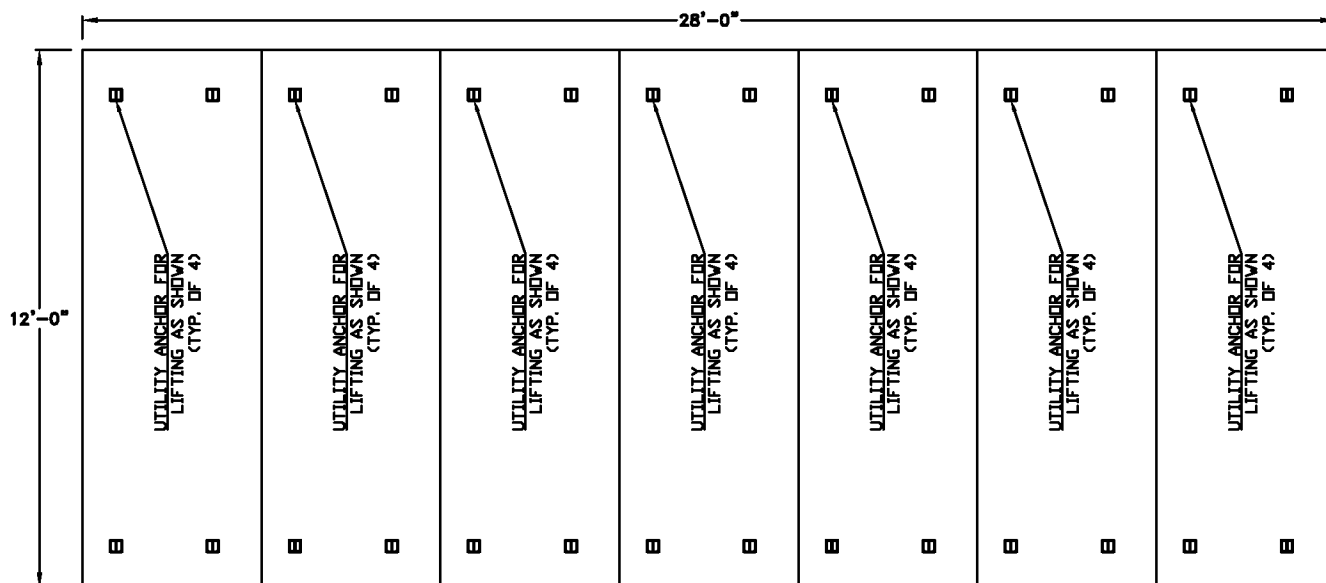 28'-0"
12'-0"
UTILITY ANCHOR FOR
LIFTING AS SHOWN
(TYP. OF 4)
UTILITY ANCHOR FOR
LIFTING AS SHOWN
(TYP. OF 4)
UTILITY ANCHOR FOR
LIFTING AS SHOWN
(TYP. OF 4)
UTILITY ANCHOR FOR
LIFTING AS SHOWN
(TYP. OF 4)
UTILITY ANCHOR FOR
LIFTING AS SHOWN
(TYP. OF 4)
UTILITY ANCHOR FOR
LIFTING AS SHOWN
(TYP. OF 4)
UTILITY ANCHOR FOR
LIFTING AS SHOWN
(TYP. OF 4)